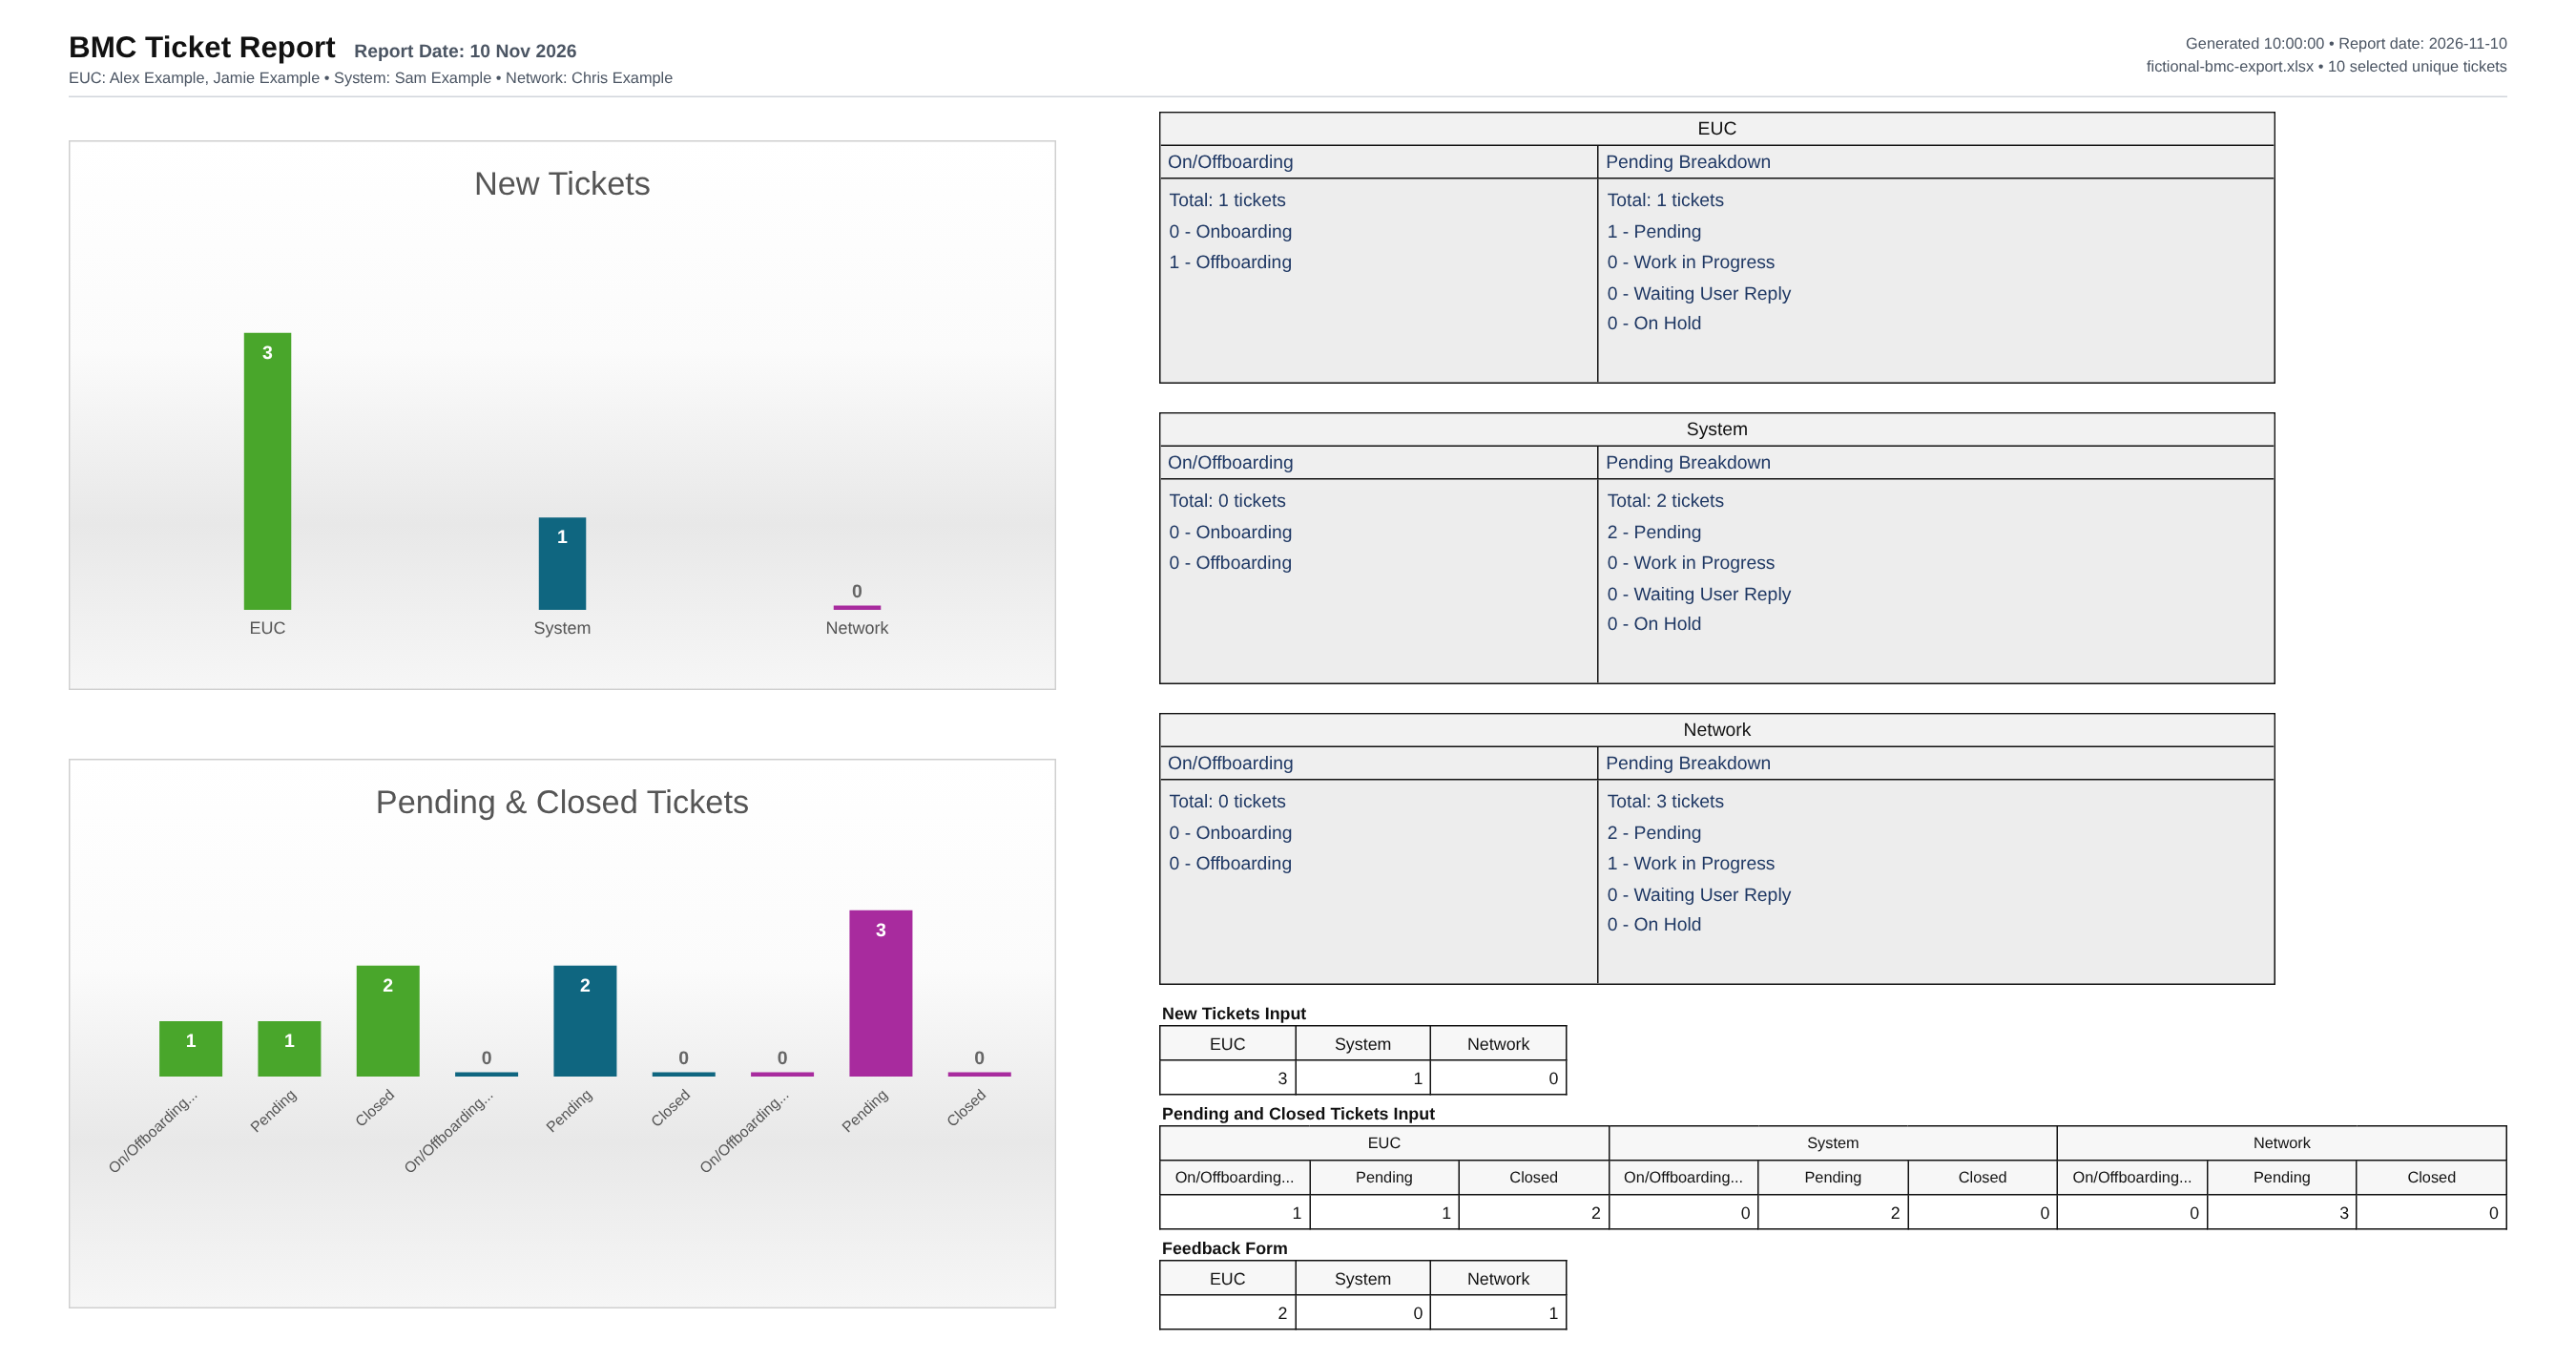 BMC Ticket Report Report Date: 10 Nov 2026
EUC: Alex Example, Jamie Example • System: Sam Example • Network: Chris Example
Generated 10:00:00 • Report date: 2026-11-10
fictional-bmc-export.xlsx • 10 selected unique tickets
New Tickets
3
1
0
EUC System Network
Pending & Closed Tickets
1 1 2 0 2 0 0 3 0
On/Offboarding... Pending Closed On/Offboarding... Pending Closed On/Offboarding... Pending Closed
EUC
On/Offboarding Pending Breakdown
Total: 1 tickets Total: 1 tickets
0 - Onboarding 1 - Pending
1 - Offboarding 0 - Work in Progress
0 - Waiting User Reply
0 - On Hold
System
On/Offboarding Pending Breakdown
Total: 0 tickets Total: 2 tickets
0 - Onboarding 2 - Pending
0 - Offboarding 0 - Work in Progress
0 - Waiting User Reply
0 - On Hold
Network
On/Offboarding Pending Breakdown
Total: 0 tickets Total: 3 tickets
0 - Onboarding 2 - Pending
0 - Offboarding 1 - Work in Progress
0 - Waiting User Reply
0 - On Hold
New Tickets Input
EUC System Network
3 1 0
Pending and Closed Tickets Input
EUC System Network
On/Offboarding... Pending Closed On/Offboarding... Pending Closed On/Offboarding... Pending Closed
1 1 2 0 2 0 0 3 0
Feedback Form
EUC System Network
2 0 1